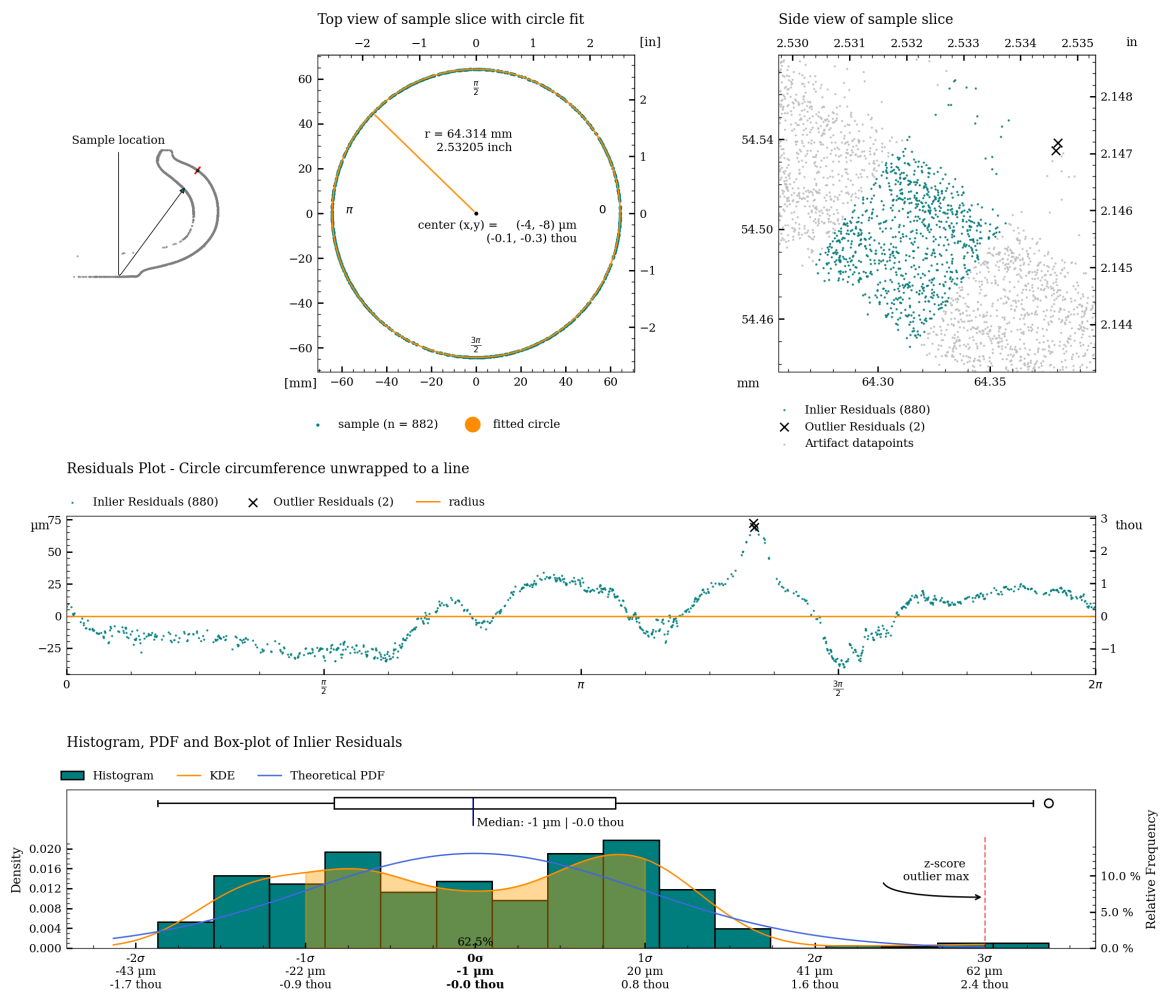 Top view of sample slice with circle fit
Side view of sample slice
−2 −1 0 1 2 [in]
2.530 2.531 2.532 2.533 2.534 2.535 in
Sample location
60
40
20
0
−20
−40
−60
π/2
r = 64.314 mm
2.53205 inch
π
0
center (x,y) = (-4, -8) µm
(-0.1, -0.3) thou
3π/2
2
1
0
−1
−2
[mm] −60 −40 −20 0 20 40 60
54.54
54.50
54.46
2.148
2.147
2.146
2.145
2.144
mm 64.30 64.35
sample (n = 882) fitted circle
Inlier Residuals (880)
Outlier Residuals (2)
Artifact datapoints
Residuals Plot - Circle circumference unwrapped to a line
Inlier Residuals (880) Outlier Residuals (2) radius
µm
75
50
25
0
−25
3
2
1
0
−1
thou
0 π/2 π 3π/2 2π
Histogram, PDF and Box-plot of Inlier Residuals
Histogram KDE Theoretical PDF
Median: -1 µm | -0.0 thou
Density
0.020
0.016
0.012
0.008
0.004
0.000
z-score
outlier max
10.0 %
5.0 %
0.0 %
Relative Frequency
62.5%
-2σ -1σ 0σ 1σ 2σ 3σ
-43 µm -22 µm -1 µm 20 µm 41 µm 62 µm
-1.7 thou -0.9 thou -0.0 thou 0.8 thou 1.6 thou 2.4 thou